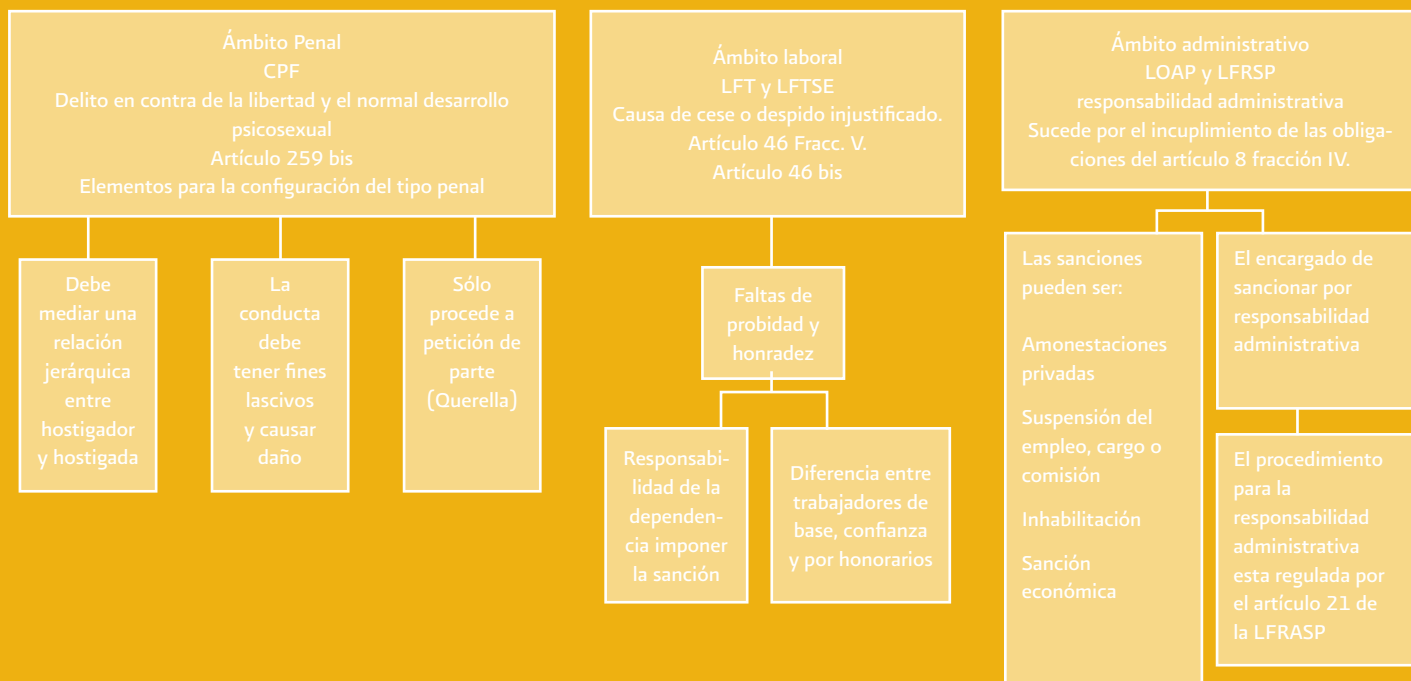 Ámbito Penal
CPF
Delito en contra de la libertad y el normal desarrollo
psicosexual
Artículo 259 bis
Elementos para la configuración del tipo penal
Debe
mediar una
relación
jerárquica
entre
hostigador
y hostigada
La
conducta
debe
tener fines
lascivos
y causar
daño
Sólo
procede a
petición de
parte
(Querella)
Ámbito laboral
LFT y LFTSE
Causa de cese o despido injustificado.
Artículo 46 Fracc. V.
Artículo 46 bis
Faltas de
probidad y
honradez
Responsabi-
lidad de la
dependen-
cia imponer
la sanción
Diferencia entre
trabajadores de
base, confianza
y por honorarios
Ámbito administrativo
LOAP y LFRSP
responsabilidad administrativa
Sucede por el incuplimiento de las obliga-
ciones del artículo 8 fracción IV.
Las sanciones
pueden ser:
Amonestaciones
privadas
Suspensión del
empleo, cargo o
comisión
Inhabilitación
Sanción
económica
El encargado de
sancionar por
responsabilidad
administrativa
El procedimiento
para la
responsabilidad
administrativa
esta regulada por
el artículo 21 de
la LFRASP